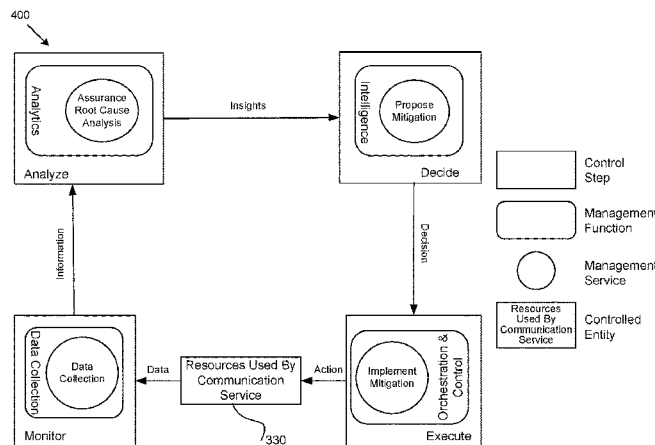 400
Analytics
Assurance
Root Cause
Analysis
Analyze
Insights
Intelligence
Propose
Mitigation
Decide
Information
Decision
Data Collection
Data
Collection
Monitor
Data
Resources Used By
Communication
Service
330
Action
Implement
Mitigation
Orchestration &
Control
Execute
Control
Step
Management
Function
Management
Service
Resources
Used By
Communication
Service
Controlled
Entity